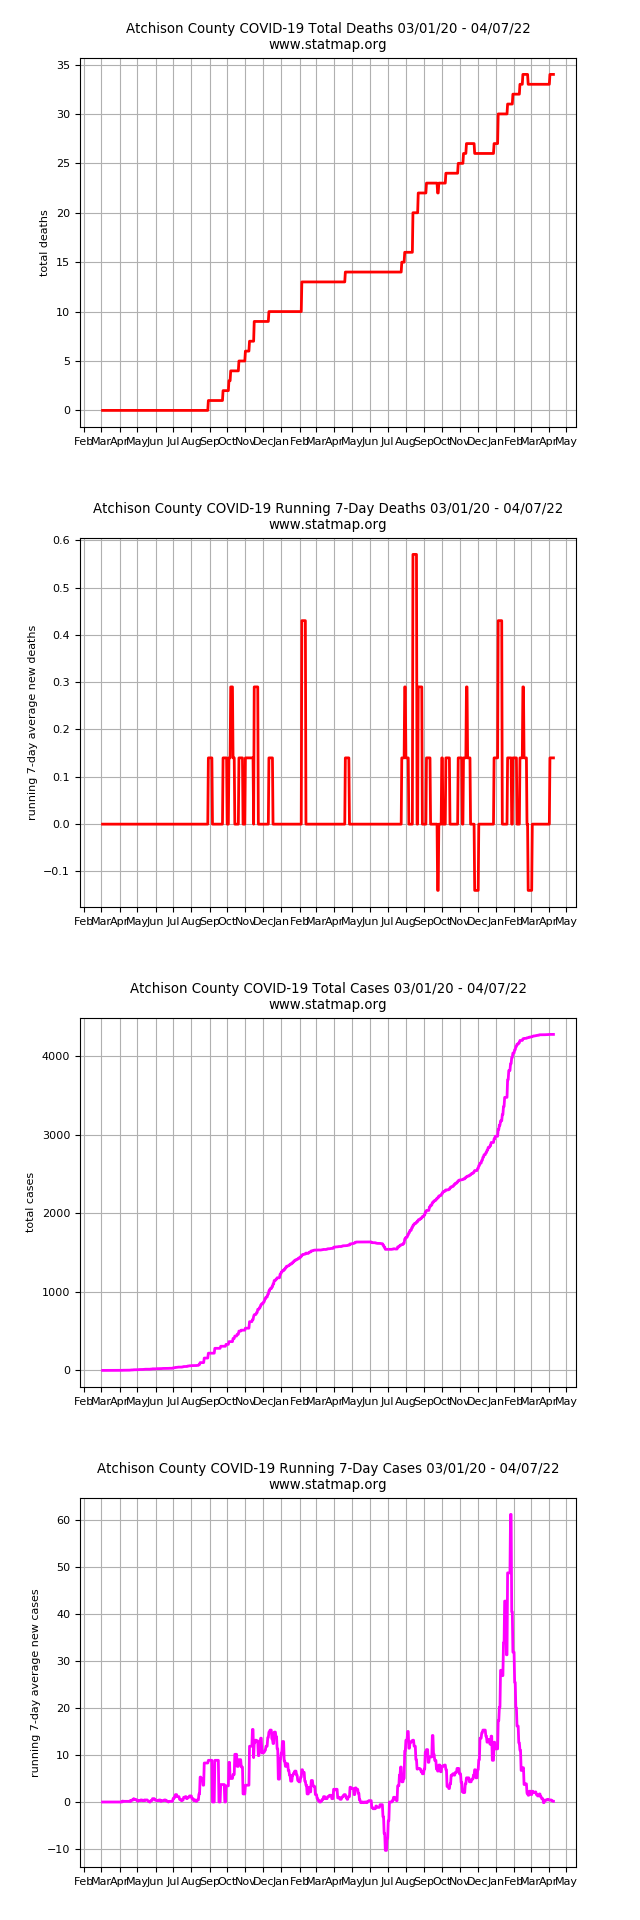 Atchison County COVID-19 Total Deaths 03/01/20 - 04/07/22
www.statmap.org
35
30
25
20
15
10
5
0
total deaths
Feb Mar Apr May Jun Jul Aug Sep Oct Nov Dec Jan Feb Mar Apr May Jun Jul Aug Sep Oct Nov Dec Jan Feb Mar Apr May
Atchison County COVID-19 Running 7-Day Deaths 03/01/20 - 04/07/22
www.statmap.org
0.6
0.5
0.4
0.3
0.2
0.1
0.0
−0.1
running 7-day average new deaths
Feb Mar Apr May Jun Jul Aug Sep Oct Nov Dec Jan Feb Mar Apr May Jun Jul Aug Sep Oct Nov Dec Jan Feb Mar Apr May
Atchison County COVID-19 Total Cases 03/01/20 - 04/07/22
www.statmap.org
4000
3000
2000
1000
0
total cases
Feb Mar Apr May Jun Jul Aug Sep Oct Nov Dec Jan Feb Mar Apr May Jun Jul Aug Sep Oct Nov Dec Jan Feb Mar Apr May
Atchison County COVID-19 Running 7-Day Cases 03/01/20 - 04/07/22
www.statmap.org
60
50
40
30
20
10
0
−10
running 7-day average new cases
Feb Mar Apr May Jun Jul Aug Sep Oct Nov Dec Jan Feb Mar Apr May Jun Jul Aug Sep Oct Nov Dec Jan Feb Mar Apr May